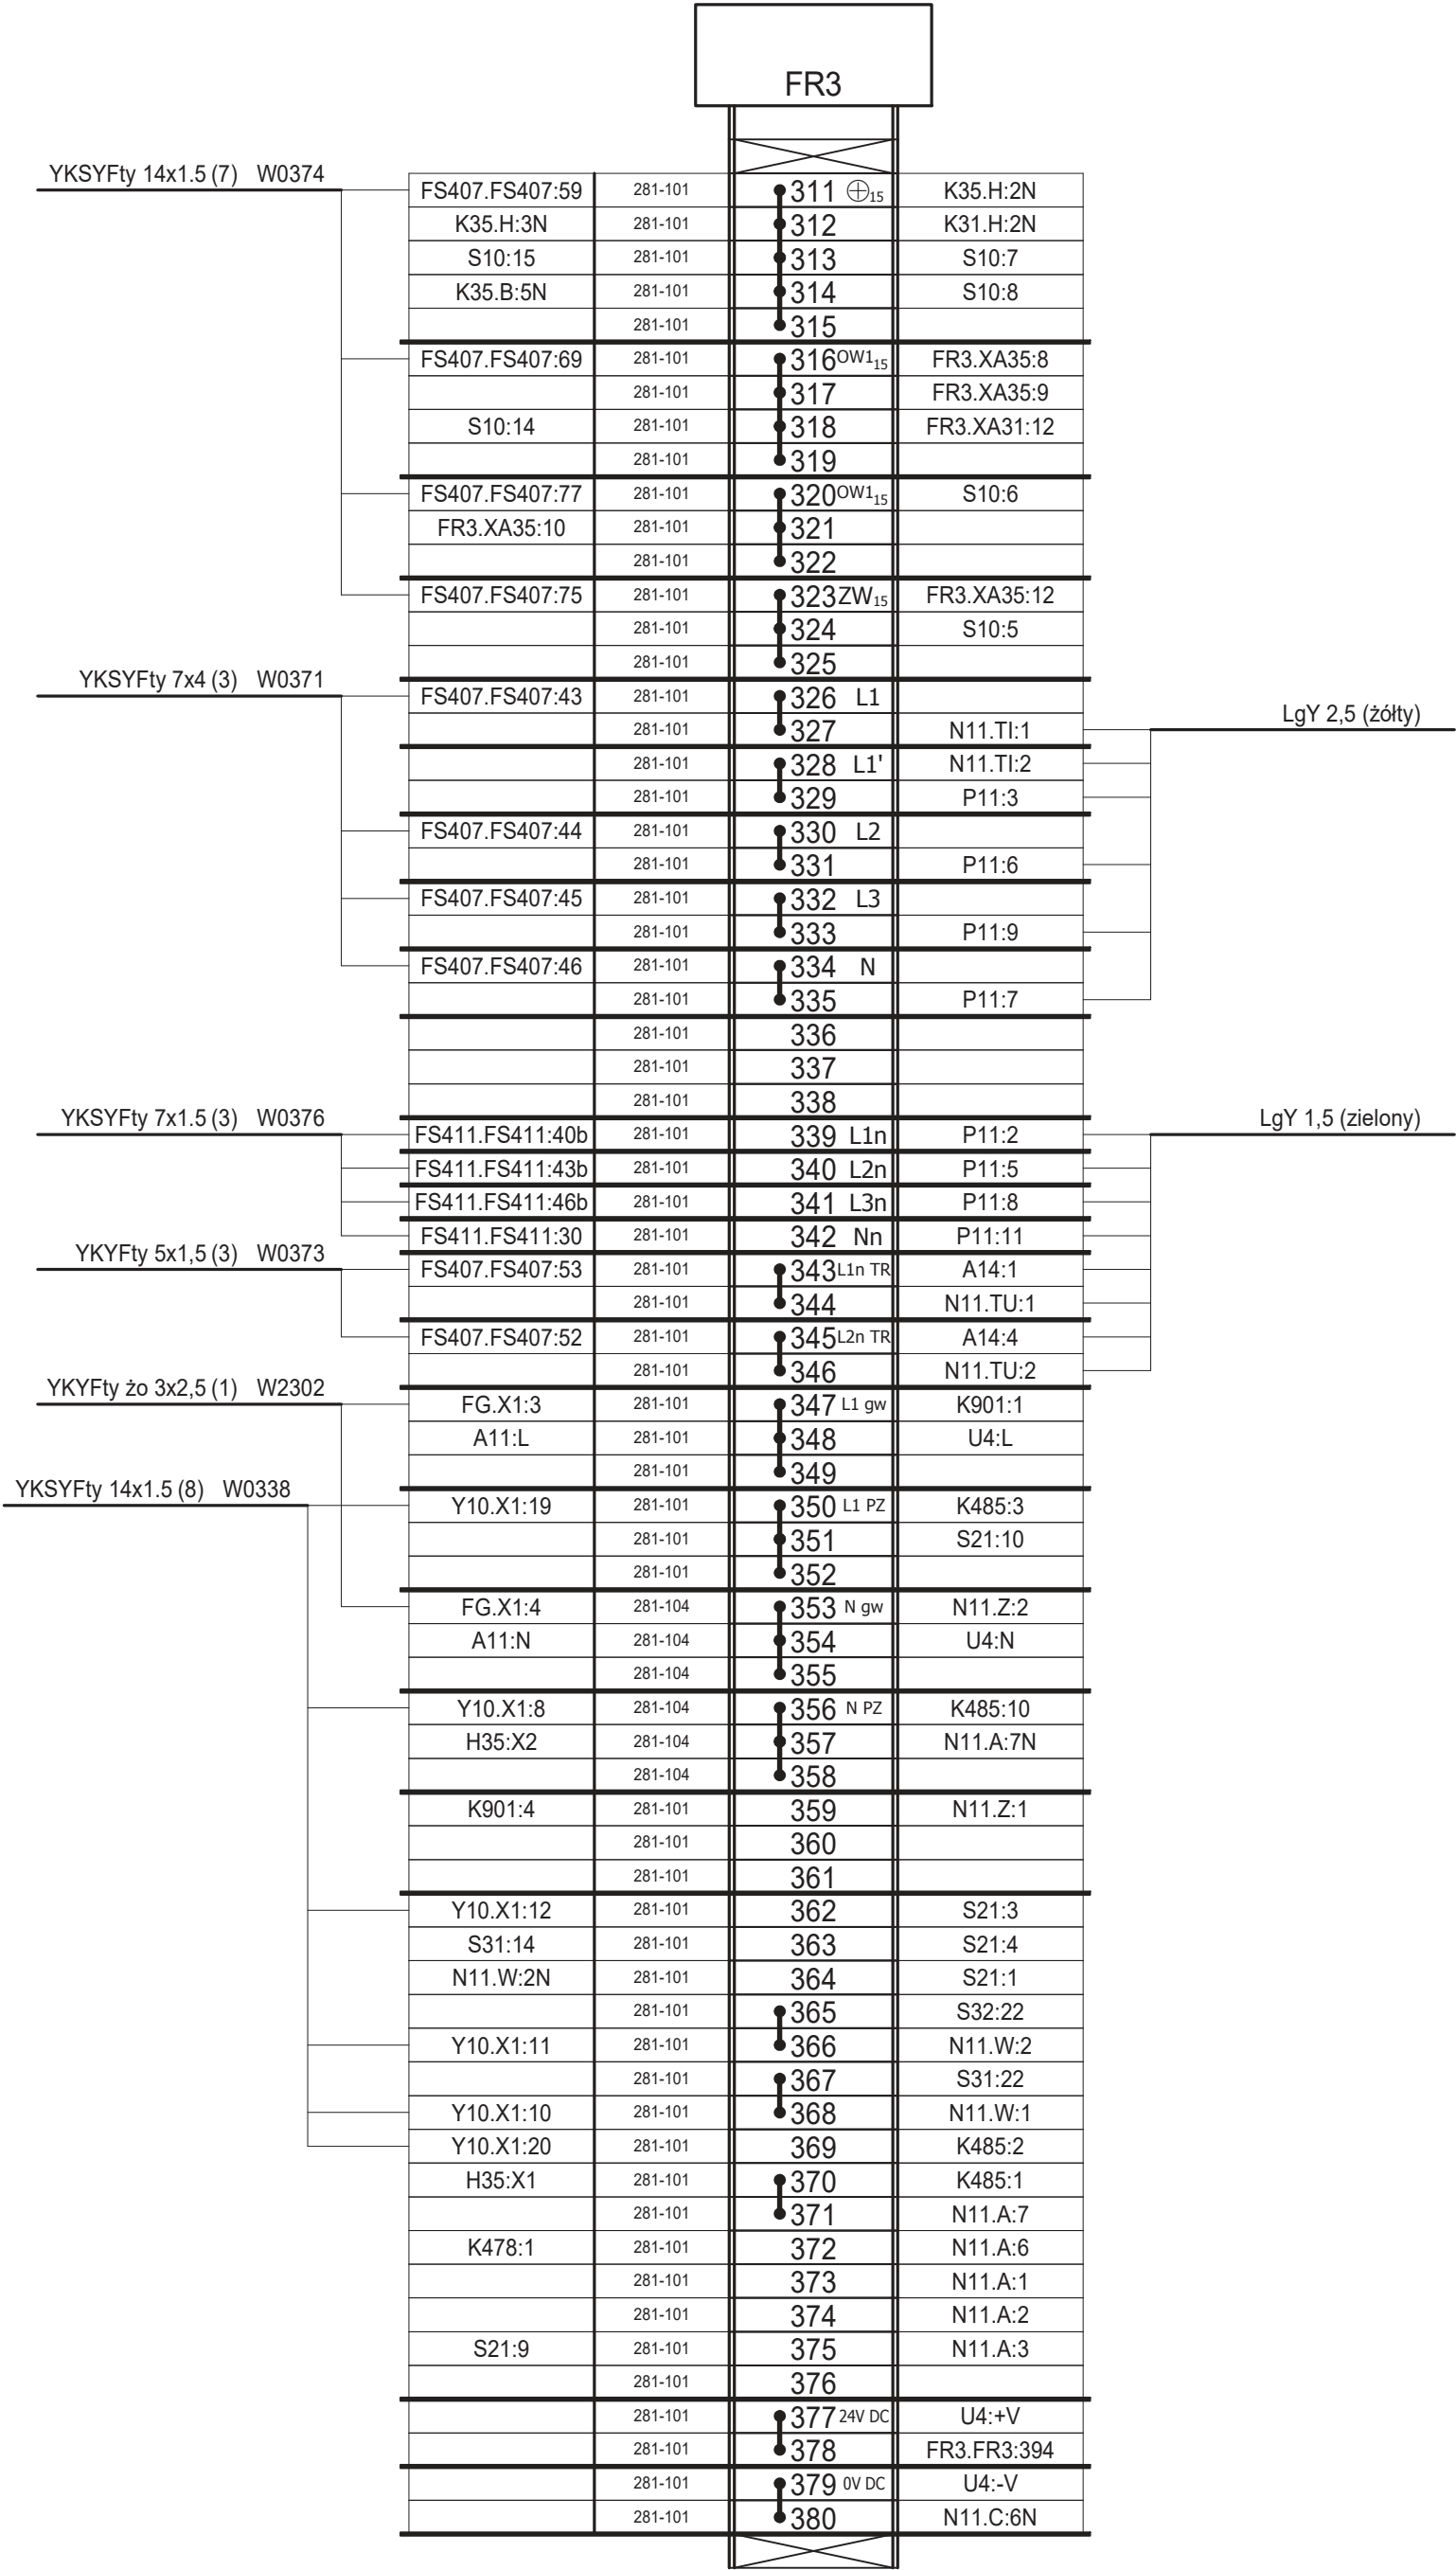 FR3
YKSYFty 14x1.5 (7) W0374
FS407.FS407:59 281-101 311 ⏚15 K35.H:2N
K35.H:3N 281-101 312 K31.H:2N
S10:15 281-101 313 S10:7
K35.B:5N 281-101 314 S10:8
281-101 315
FS407.FS407:69 281-101 316 OW1 15 FR3.XA35:8
281-101 317 FR3.XA35:9
S10:14 281-101 318 FR3.XA31:12
281-101 319
FS407.FS407:77 281-101 320 OW1 15 S10:6
FR3.XA35:10 281-101 321
281-101 322
FS407.FS407:75 281-101 323 ZW15 FR3.XA35:12
281-101 324 S10:5
281-101 325
YKSYFty 7x4 (3) W0371
FS407.FS407:43 281-101 326 L1
LgY 2,5 (żółty)
281-101 327 N11.TI:1
281-101 328 L1' N11.TI:2
281-101 329 P11:3
FS407.FS407:44 281-101 330 L2
281-101 331 P11:6
FS407.FS407:45 281-101 332 L3
281-101 333 P11:9
FS407.FS407:46 281-101 334 N
281-101 335 P11:7
281-101 336
281-101 337
281-101 338
YKSYFty 7x1.5 (3) W0376
LgY 1,5 (zielony)
FS411.FS411:40b 281-101 339 L1n P11:2
FS411.FS411:43b 281-101 340 L2n P11:5
FS411.FS411:46b 281-101 341 L3n P11:8
FS411.FS411:30 281-101 342 Nn P11:11
YKYFty 5x1,5 (3) W0373
FS407.FS407:53 281-101 343 L1n TR A14:1
281-101 344 N11.TU:1
FS407.FS407:52 281-101 345 L2n TR A14:4
281-101 346 N11.TU:2
YKYFty żo 3x2,5 (1) W2302
FG.X1:3 281-101 347 L1 gw K901:1
A11:L 281-101 348 U4:L
281-101 349
YKSYFty 14x1.5 (8) W0338
Y10.X1:19 281-101 350 L1 PZ K485:3
281-101 351 S21:10
281-101 352
FG.X1:4 281-104 353 N gw N11.Z:2
A11:N 281-104 354 U4:N
281-104 355
Y10.X1:8 281-104 356 N PZ K485:10
H35:X2 281-104 357 N11.A:7N
281-104 358
K901:4 281-101 359 N11.Z:1
281-101 360
281-101 361
Y10.X1:12 281-101 362 S21:3
S31:14 281-101 363 S21:4
N11.W:2N 281-101 364 S21:1
281-101 365 S32:22
Y10.X1:11 281-101 366 N11.W:2
281-101 367 S31:22
Y10.X1:10 281-101 368 N11.W:1
Y10.X1:20 281-101 369 K485:2
H35:X1 281-101 370 K485:1
281-101 371 N11.A:7
K478:1 281-101 372 N11.A:6
281-101 373 N11.A:1
281-101 374 N11.A:2
S21:9 281-101 375 N11.A:3
281-101 376
281-101 377 24V DC U4:+V
281-101 378 FR3.FR3:394
281-101 379 0V DC U4:-V
281-101 380 N11.C:6N